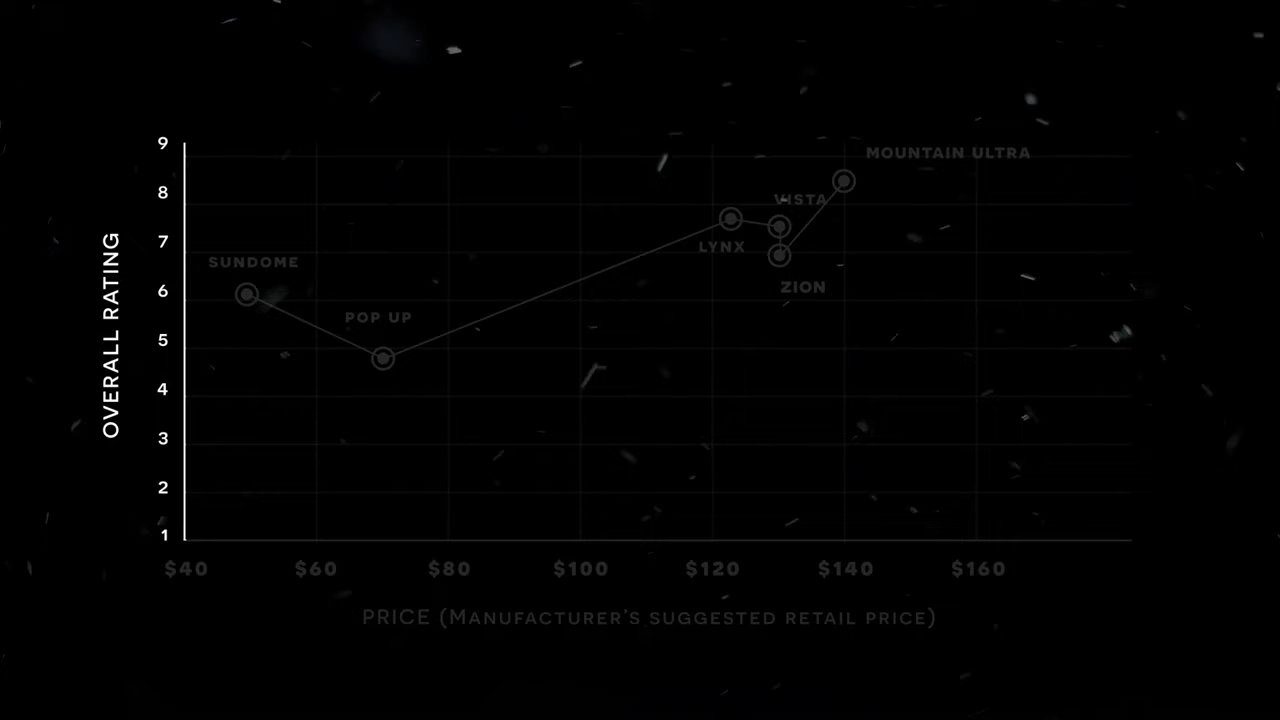 OVERALL RATING
9
8
7
6
5
4
3
2
1
MOUNTAIN ULTRA
VISTA
LYNX
ZION
SUNDOME
POP UP
$40 $60 $80 $100 $120 $140 $160
PRICE (MANUFACTURER'S SUGGESTED RETAIL PRICE)